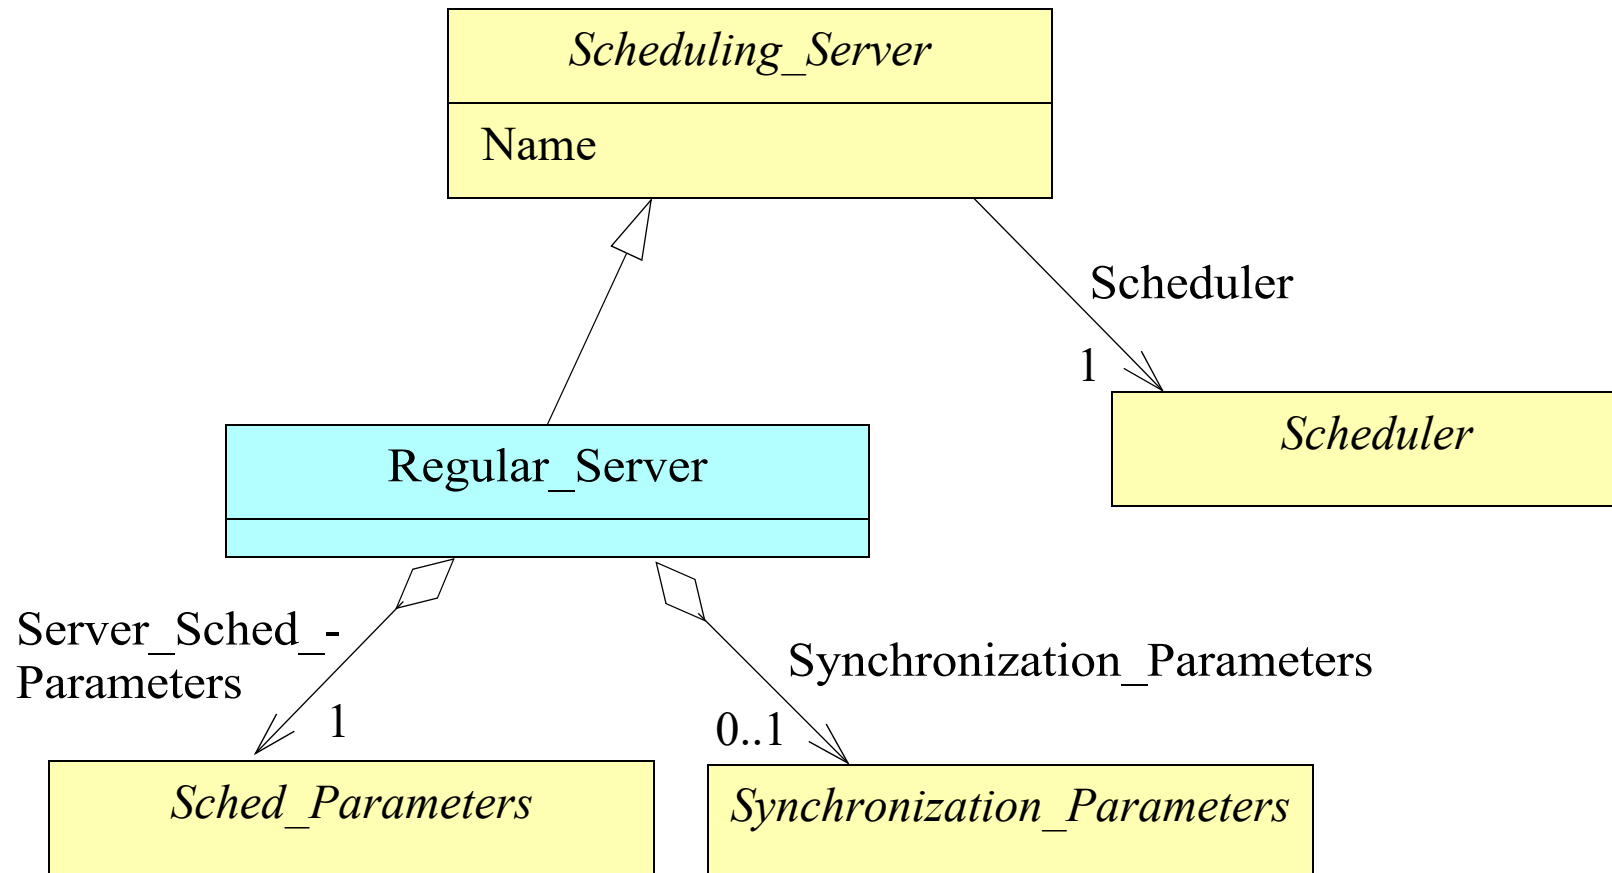 Scheduling_Server
Name
Scheduler
1
Scheduler
Regular_Server
Server_Sched_-
Parameters
1
Synchronization_Parameters
0..1
Sched_Parameters
Synchronization_Parameters